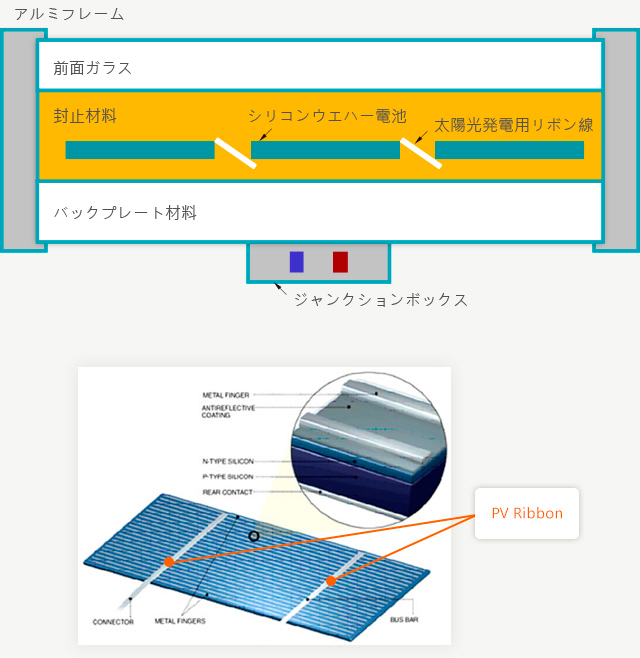 アルミフレーム
前面ガラス
封止材料
シリコンウエハー電池
太陽光発電用リボン線
バックプレート材料
ジャンクションボックス
METAL FINGER
ANTIREFLECTIVE
COATING
N-TYPE SILICON
P-TYPE SILICON
REAR CONTACT
PV Ribbon
CONNECTOR
METAL FINGERS
BUS BAR